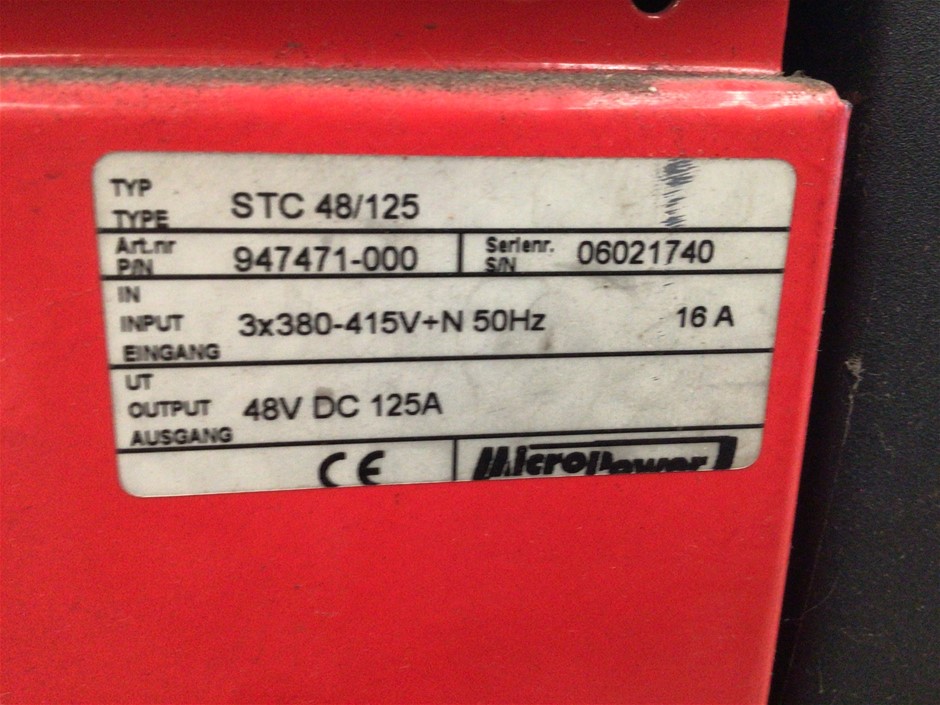 TYP
TYPE STC 48/125
Art.nr
P/N 947471-000 Serienr.
S/N 06021740
IN
INPUT 3x380-415V+N 50Hz 16 A
EINGANG
UT
OUTPUT 48V DC 125A
AUSGANG
CE MicroPower